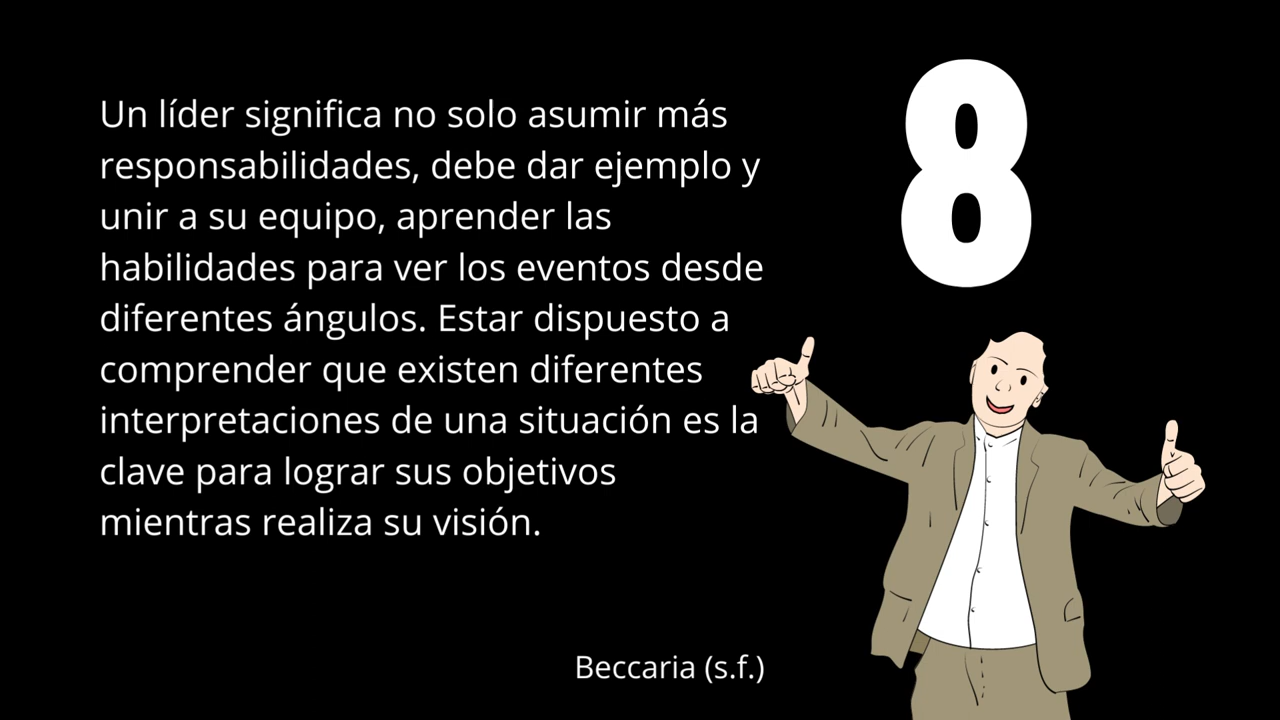 Un líder significa no solo asumir más
responsabilidades, debe dar ejemplo y
unir a su equipo, aprender las
habilidades para ver los eventos desde
diferentes ángulos. Estar dispuesto a
comprender que existen diferentes
interpretaciones de una situación es la
clave para lograr sus objetivos
mientras realiza su visión.
Beccaria (s.f.)
8